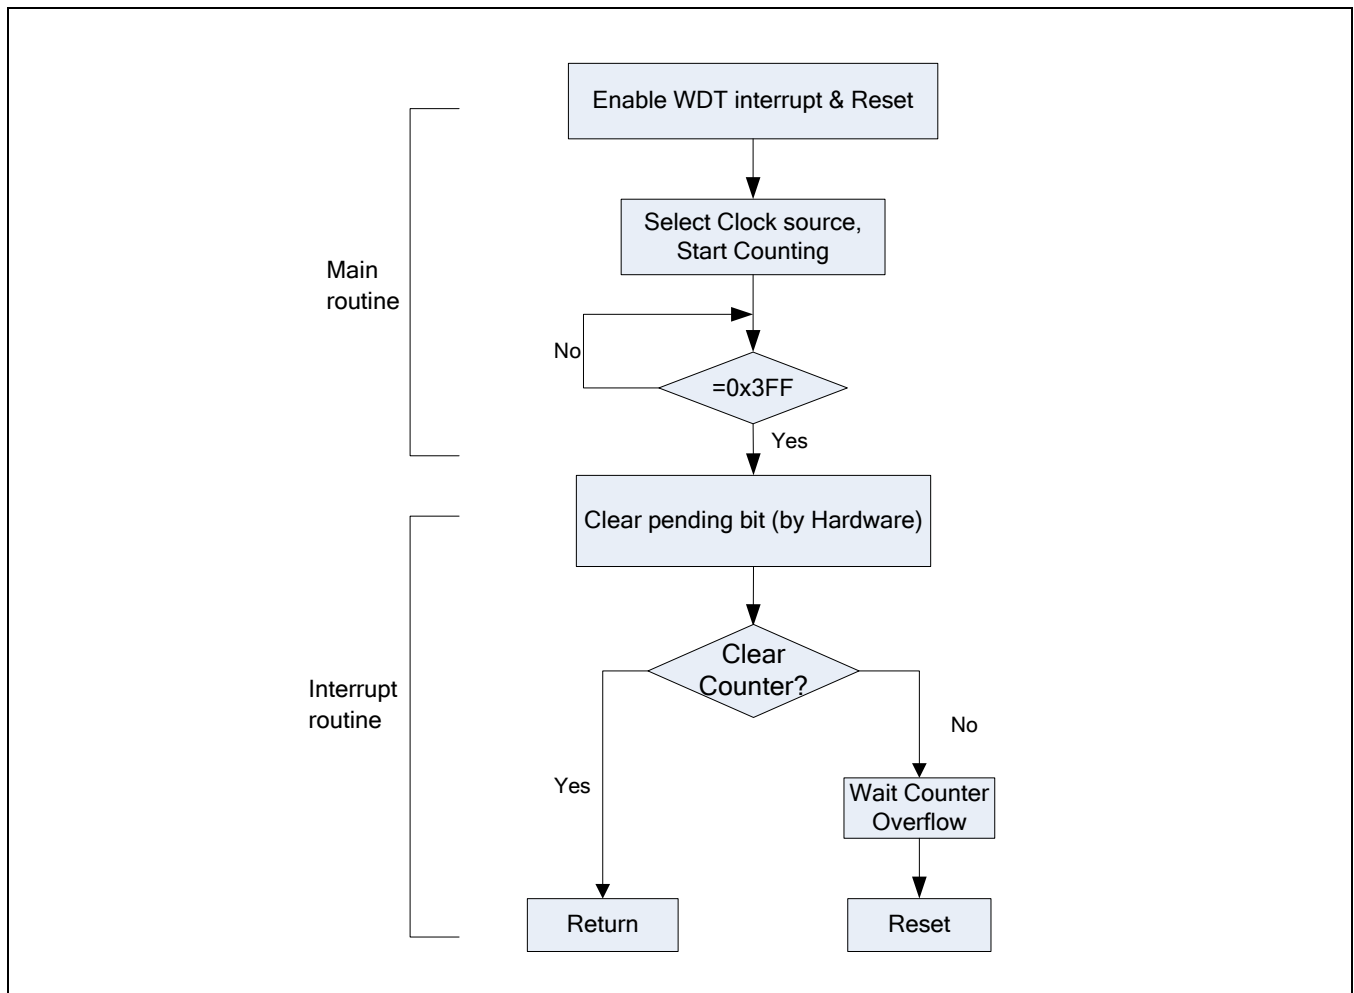 Enable WDT interrupt & Reset
Select Clock source,
Start Counting
Main
routine
No
=0x3FF
Yes
Clear pending bit (by Hardware)
Clear
Counter?
Interrupt
routine
No
Yes
Wait Counter
Overflow
Return
Reset